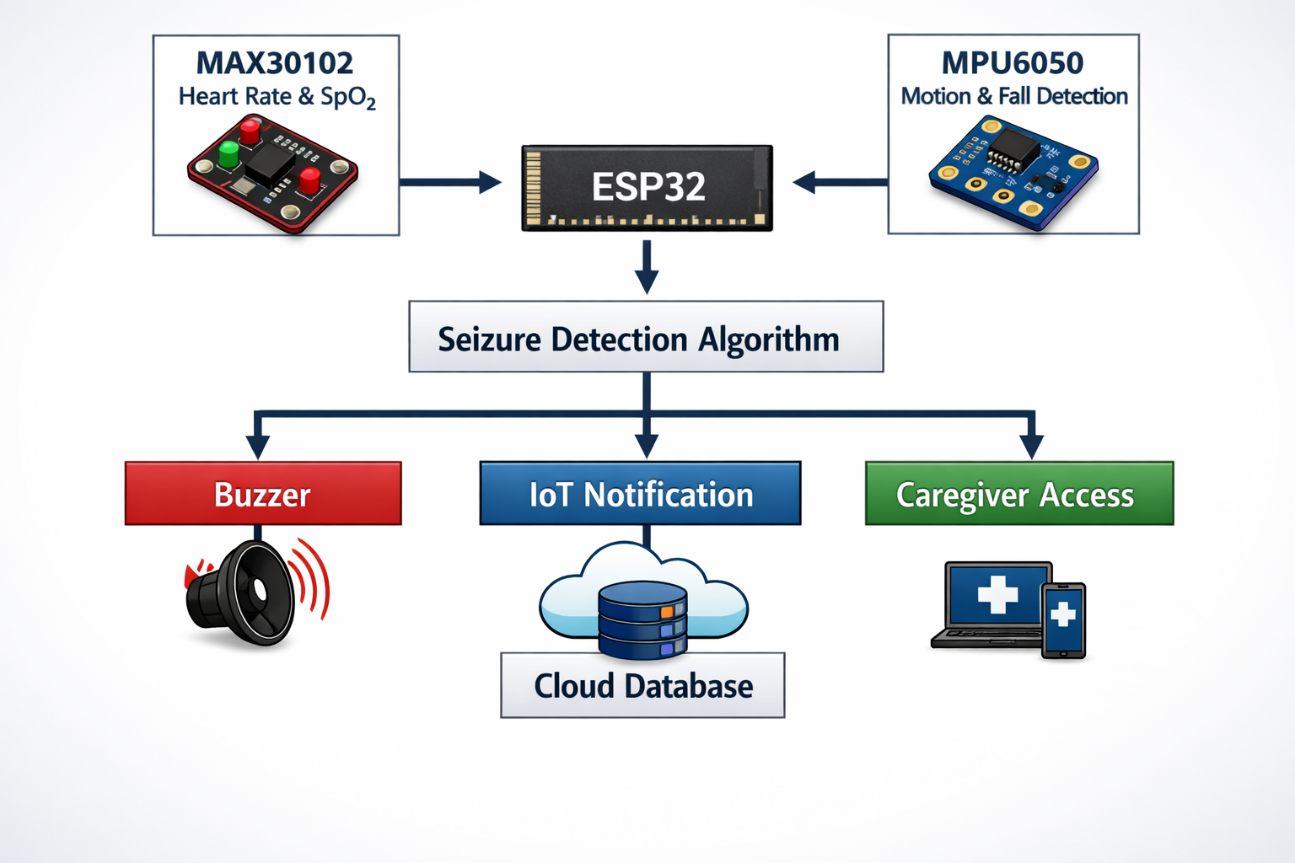 MAX30102
Heart Rate & SpO₂
MPU6050
Motion & Fall Detection
ESP32
Seizure Detection Algorithm
Buzzer
IoT Notification
Caregiver Access
Cloud Database